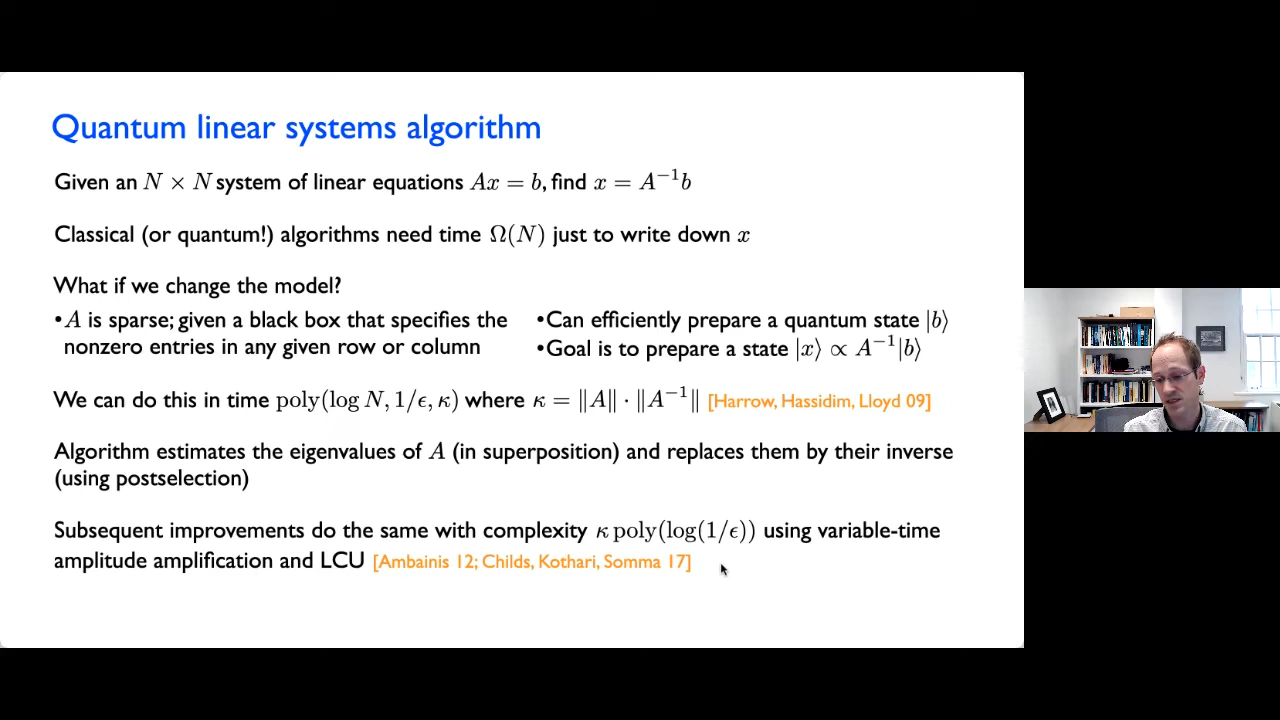 Quantum linear systems algorithm
Given an N × N system of linear equations Ax = b, find x = A⁻¹b
Classical (or quantum!) algorithms need time Ω(N) just to write down x
What if we change the model?
•A is sparse; given a black box that specifies the
nonzero entries in any given row or column
•Can efficiently prepare a quantum state |b⟩
•Goal is to prepare a state |x⟩ ∝ A⁻¹|b⟩
We can do this in time poly(log N, 1/ϵ, κ) where κ = ‖A‖ · ‖A⁻¹‖ [Harrow, Hassidim, Lloyd 09]
Algorithm estimates the eigenvalues of A (in superposition) and replaces them by their inverse
(using postselection)
Subsequent improvements do the same with complexity κ poly(log(1/ϵ)) using variable-time
amplitude amplification and LCU [Ambainis 12; Childs, Kothari, Somma 17]